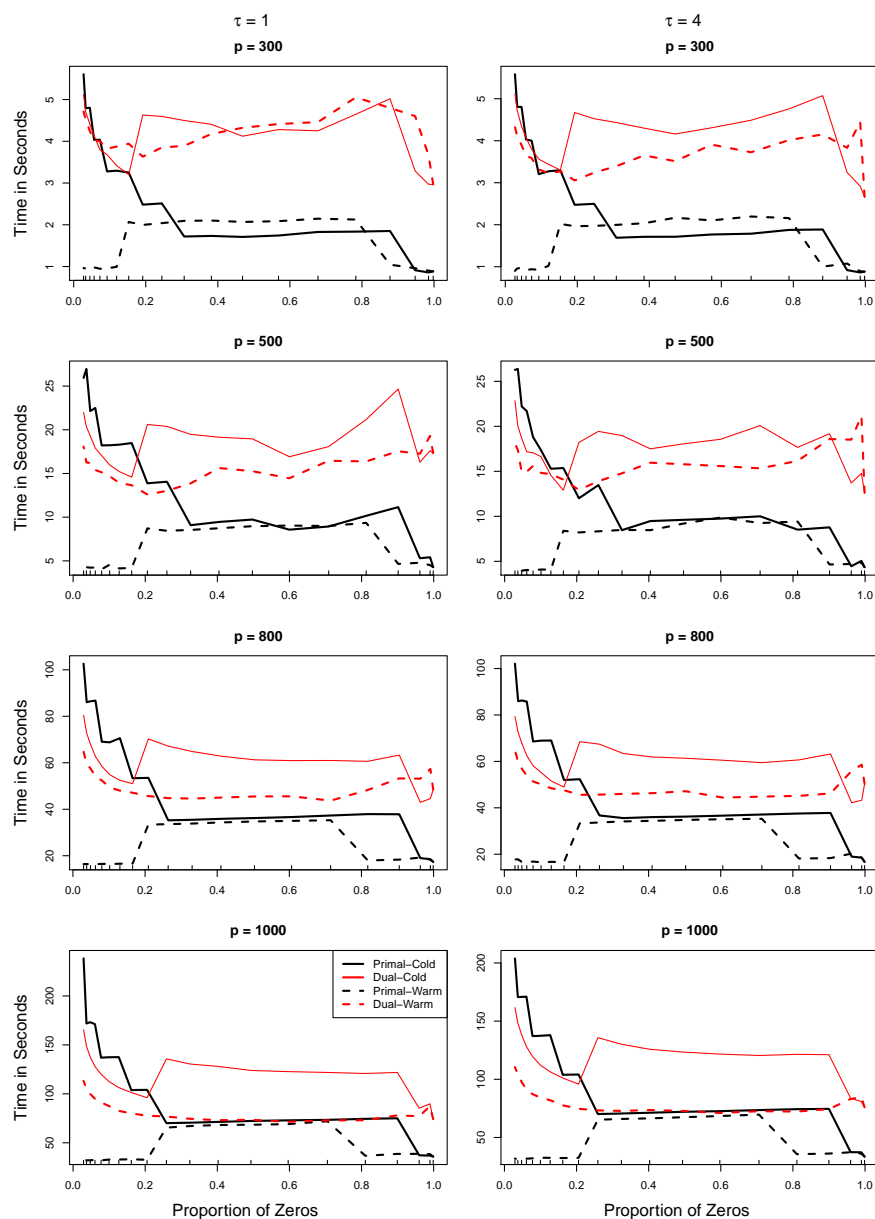 τ = 1
τ = 4
p = 300
p = 300
Time in Seconds
1 2 3 4 5
0.0 0.2 0.4 0.6 0.8 1.0
1 2 3 4 5
0.0 0.2 0.4 0.6 0.8 1.0
p = 500
p = 500
Time in Seconds
5 10 15 20 25
0.0 0.2 0.4 0.6 0.8 1.0
5 10 15 20 25
0.0 0.2 0.4 0.6 0.8 1.0
p = 800
p = 800
Time in Seconds
20 40 60 80 100
0.0 0.2 0.4 0.6 0.8 1.0
20 40 60 80 100
0.0 0.2 0.4 0.6 0.8 1.0
p = 1000
p = 1000
Time in Seconds
50 100 150 200
Primal−Cold
Dual−Cold
Primal−Warm
Dual−Warm
0.0 0.2 0.4 0.6 0.8 1.0
50 100 150 200
0.0 0.2 0.4 0.6 0.8 1.0
Proportion of Zeros
Proportion of Zeros